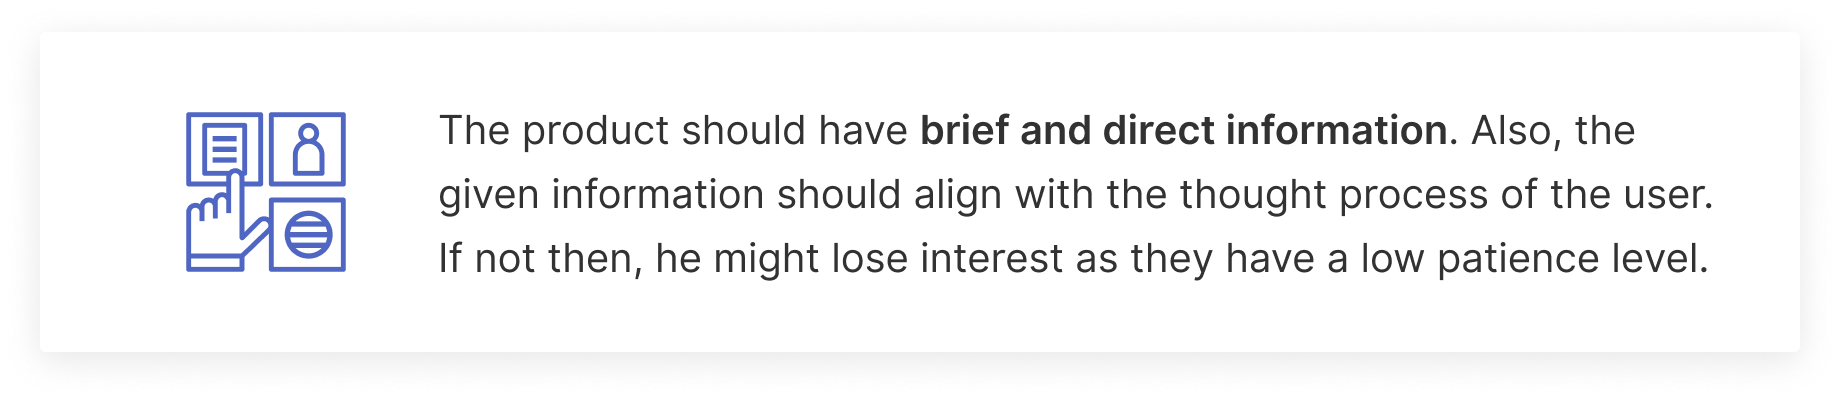 The product should have brief and direct information. Also, the
given information should align with the thought process of the user.
If not then, he might lose interest as they have a low patience level.